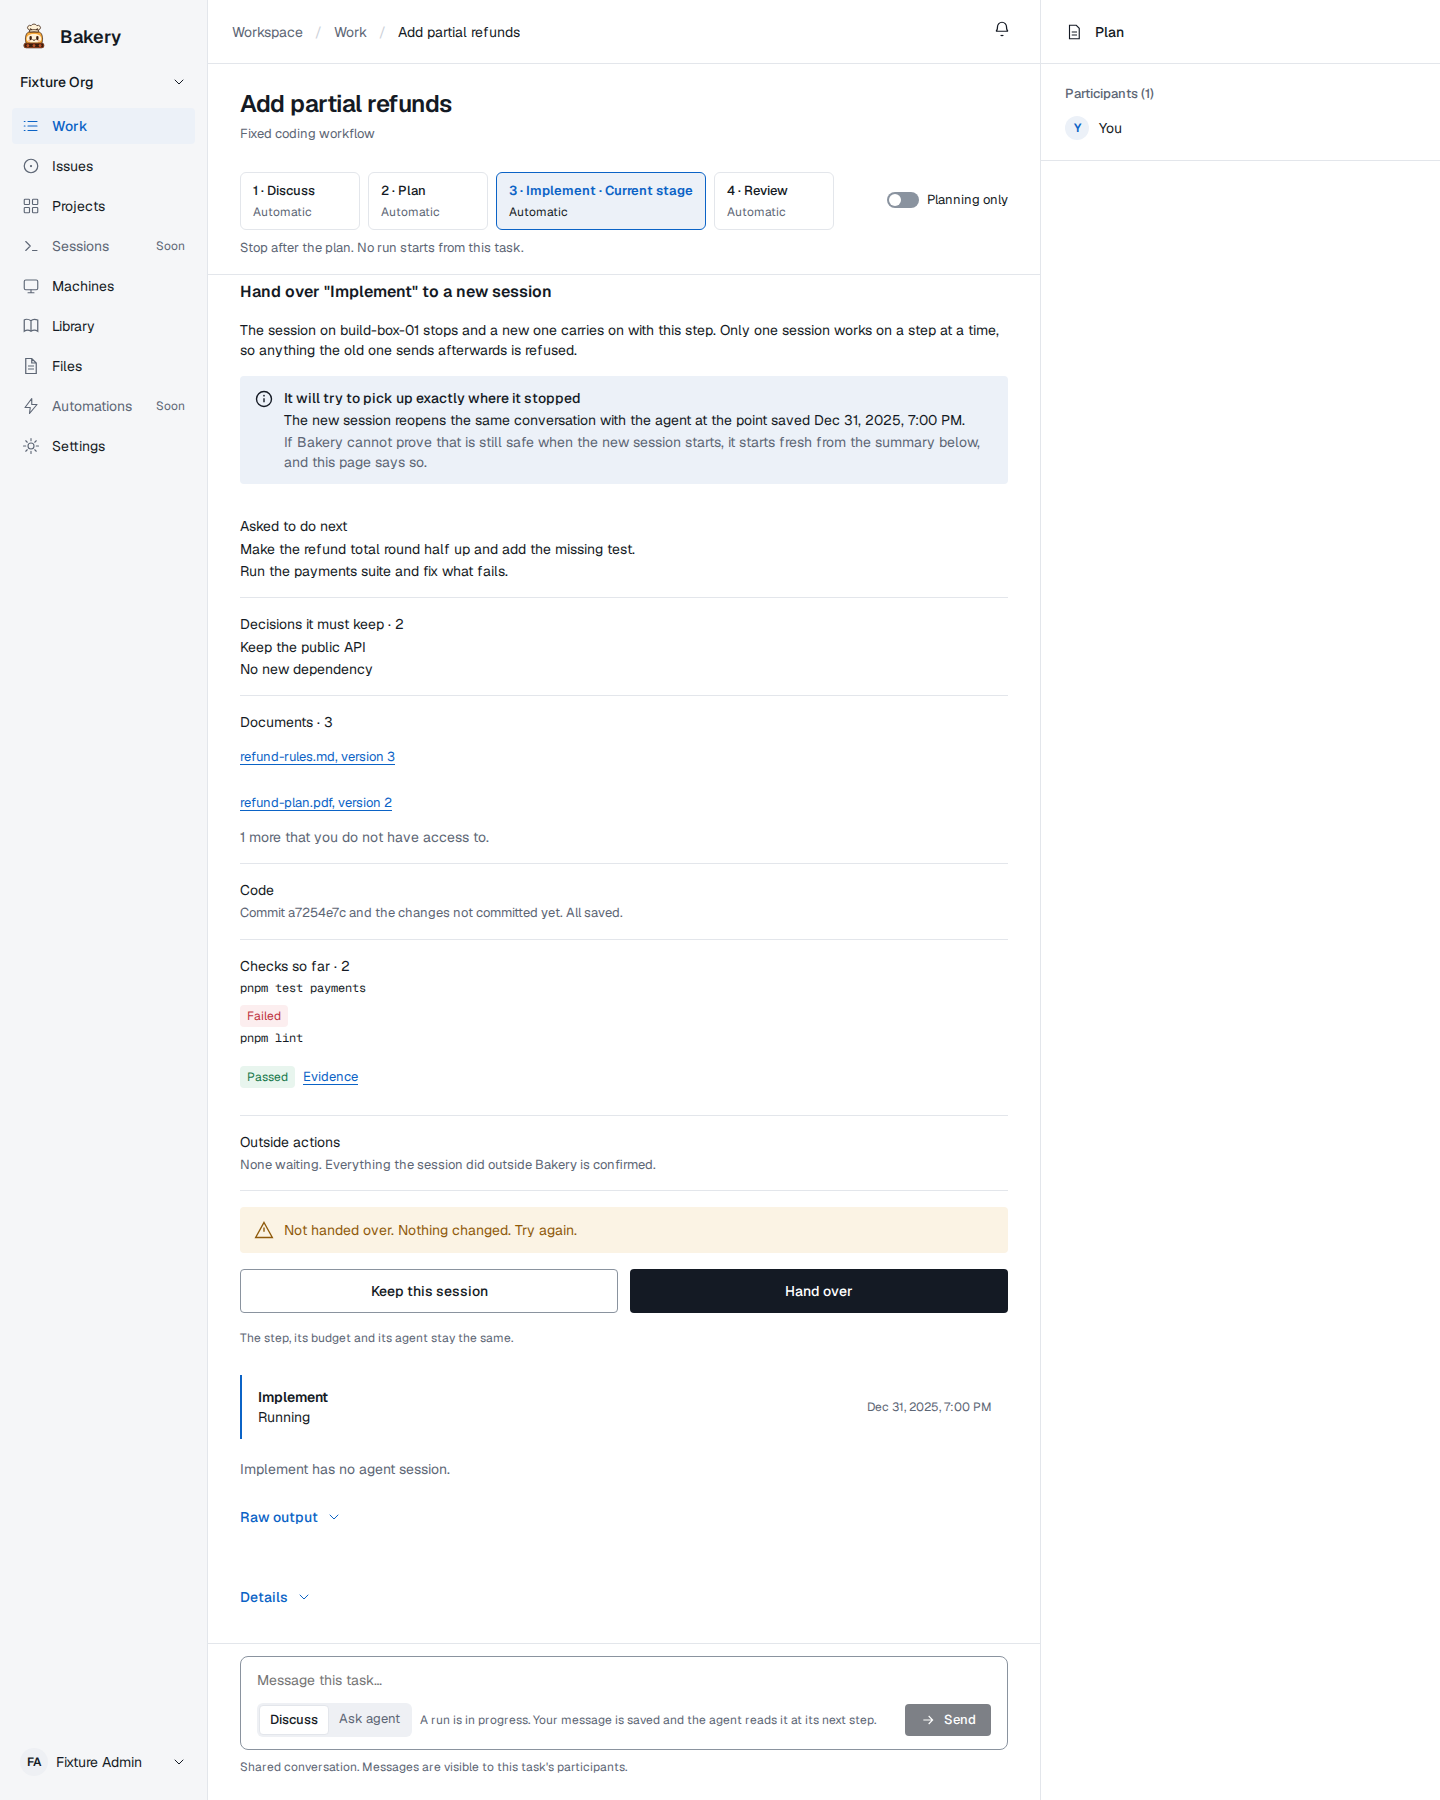 Bakery
Fixture Org
Work
Issues
Projects
Sessions Soon
Machines
Library
Files
Automations Soon
Settings
FA Fixture Admin
Workspace / Work / Add partial refunds
Add partial refunds
Fixed coding workflow
1 · Discuss
Automatic
2 · Plan
Automatic
3 · Implement · Current stage
Automatic
4 · Review
Automatic
Planning only
Stop after the plan. No run starts from this task.
Hand over "Implement" to a new session
The session on build-box-01 stops and a new one carries on with this step. Only one session works on a step at a time,
so anything the old one sends afterwards is refused.
It will try to pick up exactly where it stopped
The new session reopens the same conversation with the agent at the point saved Dec 31, 2025, 7:00 PM.
If Bakery cannot prove that is still safe when the new session starts, it starts fresh from the summary below,
and this page says so.
Asked to do next
Make the refund total round half up and add the missing test.
Run the payments suite and fix what fails.
Decisions it must keep · 2
Keep the public API
No new dependency
Documents · 3
refund-rules.md, version 3
refund-plan.pdf, version 2
1 more that you do not have access to.
Code
Commit a7254e7c and the changes not committed yet. All saved.
Checks so far · 2
pnpm test payments
Failed
pnpm lint
Passed Evidence
Outside actions
None waiting. Everything the session did outside Bakery is confirmed.
Not handed over. Nothing changed. Try again.
Keep this session
Hand over
The step, its budget and its agent stay the same.
Implement
Running
Dec 31, 2025, 7:00 PM
Implement has no agent session.
Raw output
Details
Message this task...
Discuss Ask agent A run is in progress. Your message is saved and the agent reads it at its next step. Send
Shared conversation. Messages are visible to this task's participants.
Plan
Participants (1)
Y You